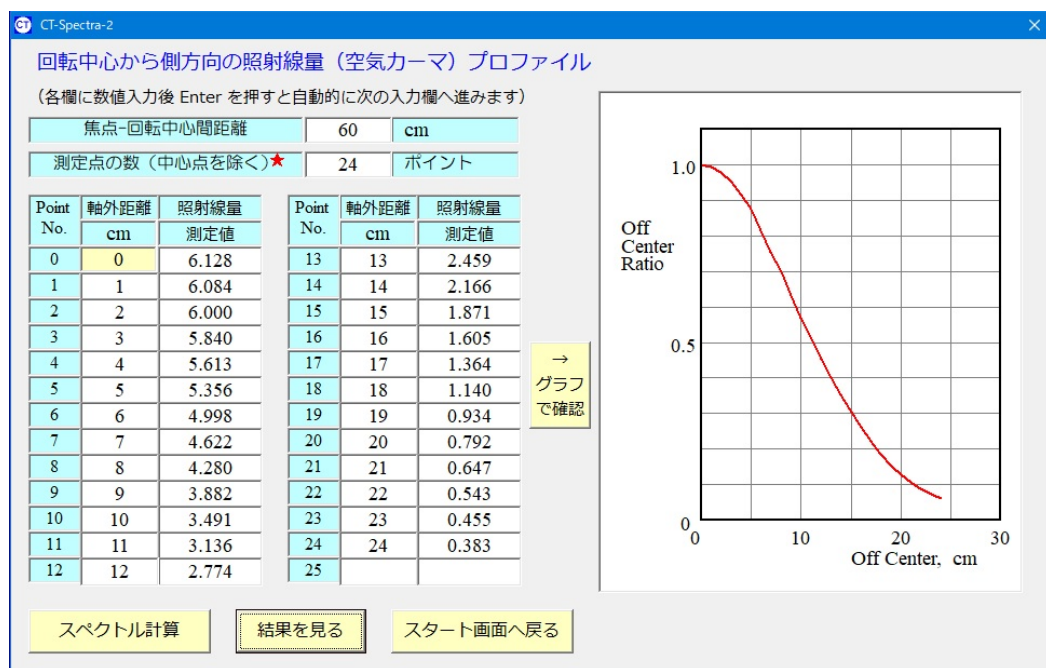 CT CT-Spectra-2
回転中心から側方向の照射線量（空気カーマ）プロファイル
（各欄に数値入力後 Enter を押すと自動的に次の入力欄へ進みます）
焦点-回転中心間距離 60 cm
測定点の数（中心点を除く）★ 24 ポイント
Point No. 軸外距離 照射線量 Point No. 軸外距離 照射線量
cm 測定値 cm 測定値
0 0 6.128 13 13 2.459
1 1 6.084 14 14 2.166
2 2 6.000 15 15 1.871
3 3 5.840 16 16 1.605
4 4 5.613 17 17 1.364
5 5 5.356 18 18 1.140
6 6 4.998 19 19 0.934
7 7 4.622 20 20 0.792
8 8 4.280 21 21 0.647
9 9 3.882 22 22 0.543
10 10 3.491 23 23 0.455
11 11 3.136 24 24 0.383
12 12 2.774 25
→
グラフ
で確認
1.0
Off
Center
Ratio
0.5
0
0 10 20 30
Off Center, cm
スペクトル計算 結果を見る スタート画面へ戻る